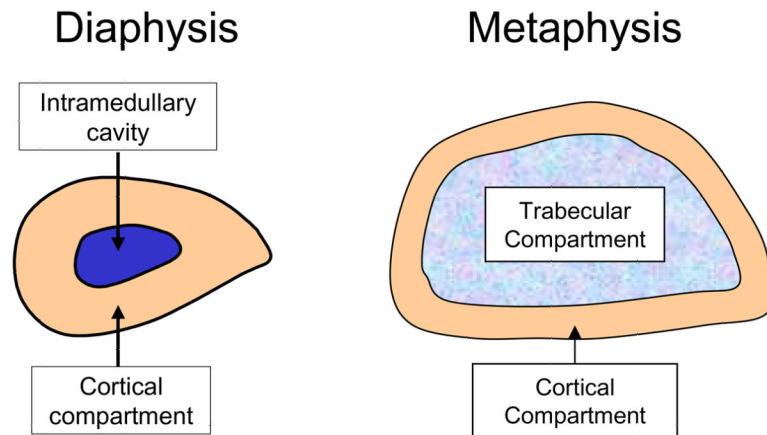 Diaphysis
Metaphysis
Intramedullary
cavity
Trabecular
Compartment
Cortical
compartment
Cortical
Compartment